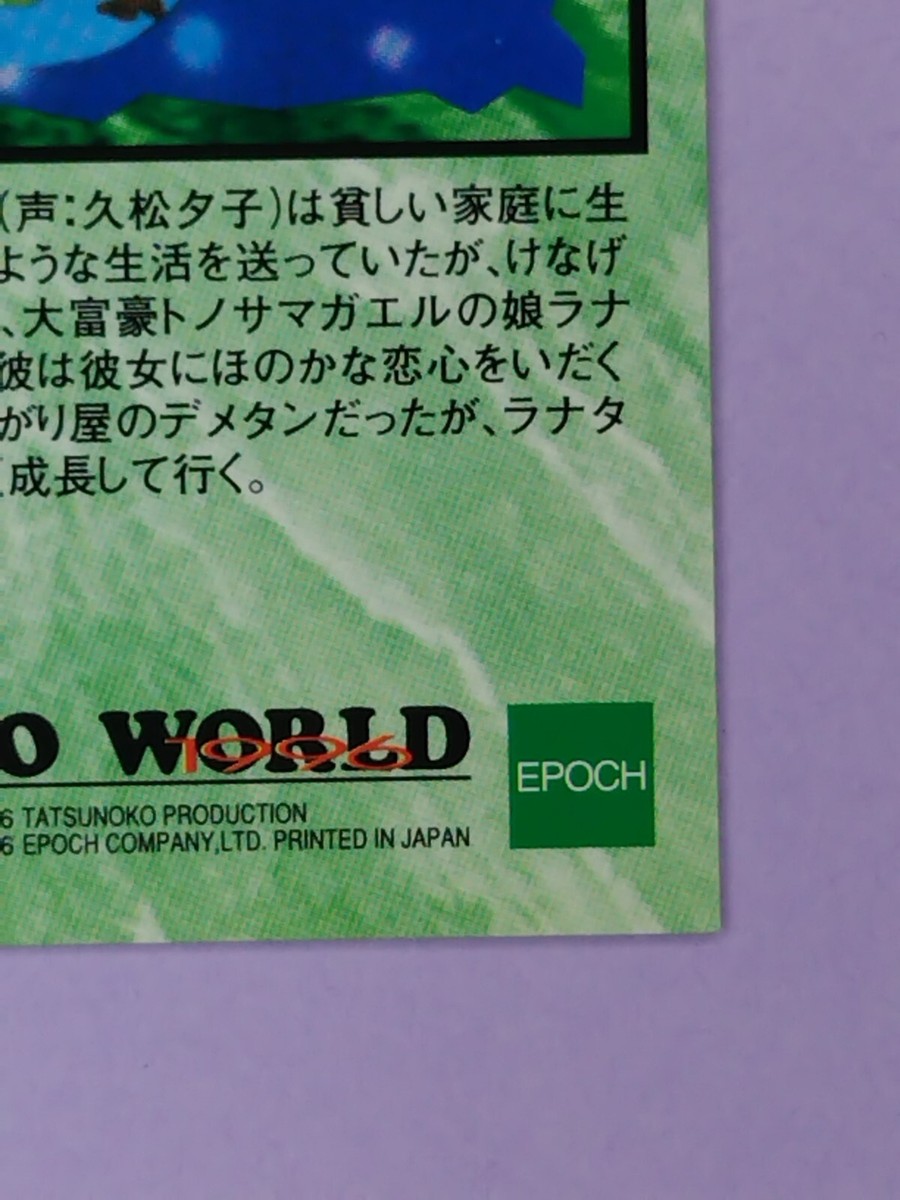 (声:久松夕子)は貧しい家庭に生
ような生活を送っていたが、けなげ
、大富豪トノサマガエルの娘ラナ
彼は彼女にほのかな恋心をいだく
がり屋のデメタンだったが、ラナタ
成長して行く。
O WORLD
1996
EPOCH
6 TATSUNOKO PRODUCTION
6 EPOCH COMPANY,LTD. PRINTED IN JAPAN